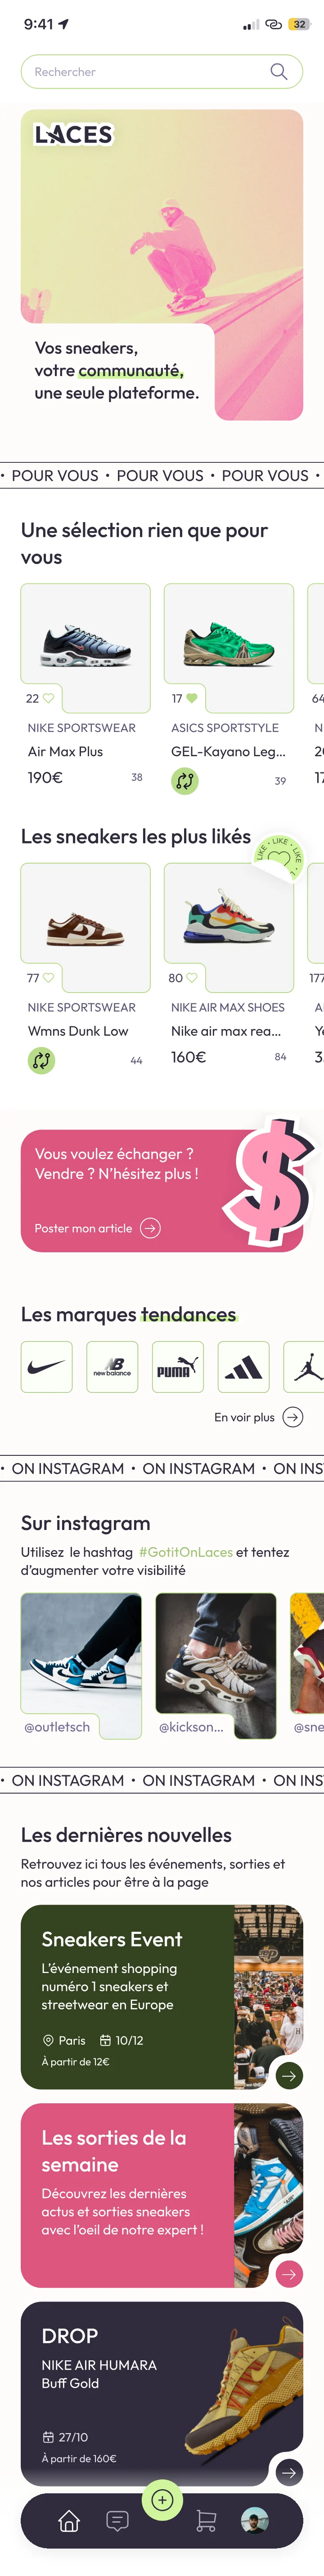 9:41
32
Rechercher
LACES
Vos sneakers,
votre communauté,
une seule plateforme.
• POUR VOUS • POUR VOUS • POUR VOUS •
Une sélection rien que pour
vous
22
17
64
NIKE SPORTSWEAR
ASICS SPORTSTYLE
N
Air Max Plus
GEL-Kayano Leg...
20
190€
38
39
17
Les sneakers les plus likés
LIKE • LIKE • LIKE
77
80
177
NIKE SPORTSWEAR
NIKE AIR MAX SHOES
A
Wmns Dunk Low
Nike air max rea...
Ye
44
160€
84
3
Vous voulez échanger ?
Vendre ? N’hésitez plus !
Poster mon article
$
Les marques tendances
NB
new balance
PUMA
En voir plus
• ON INSTAGRAM • ON INSTAGRAM • ON INS
Sur instagram
Utilisez le hashtag #GotitOnLaces et tentez
d’augmenter votre visibilité
@outletsch
@kickson...
@sne
• ON INSTAGRAM • ON INSTAGRAM • ON INS
Les dernières nouvelles
Retrouvez ici tous les événements, sorties et
nos articles pour être à la page
Sneakers Event
L’événement shopping
numéro 1 sneakers et
streetwear en Europe
Paris
10/12
À partir de 12€
Les sorties de la
semaine
Découvrez les dernières
actus et sorties sneakers
avec l’oeil de notre expert !
DROP
NIKE AIR HUMARA
Buff Gold
27/10
À partir de 160€